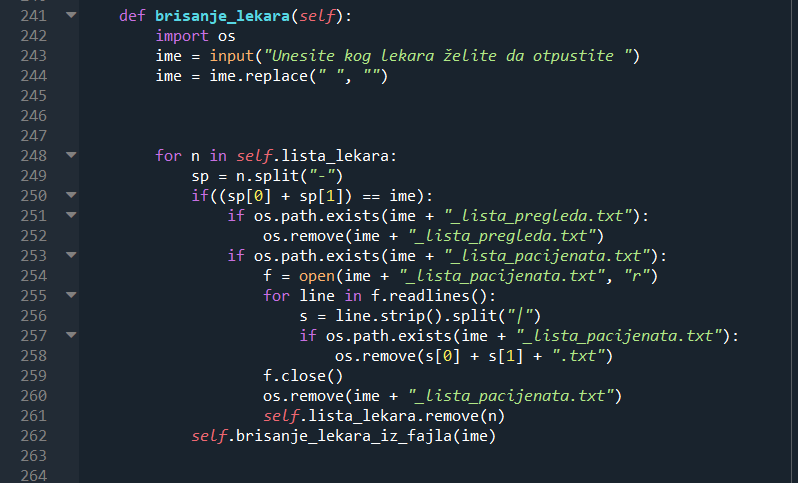 241 def brisanje_lekara(self):
242 import os
243 ime = input("Unesite kog lekara želite da otpustite ")
244 ime = ime.replace(" ", "")
245
246
247
248 for n in self.lista_lekara:
249 sp = n.split("-")
250 if((sp[0] + sp[1]) == ime):
251 if os.path.exists(ime + "_lista_pregleda.txt"):
252 os.remove(ime + "_lista_pregleda.txt")
253 if os.path.exists(ime + "_lista_pacijenata.txt"):
254 f = open(ime + "_lista_pacijenata.txt", "r")
255 for line in f.readlines():
256 s = line.strip().split("|")
257 if os.path.exists(ime + "_lista_pacijenata.txt"):
258 os.remove(s[0] + s[1] + ".txt")
259 f.close()
260 os.remove(ime + "_lista_pacijenata.txt")
261 self.lista_lekara.remove(n)
262 self.brisanje_lekara_iz_fajla(ime)
263
264